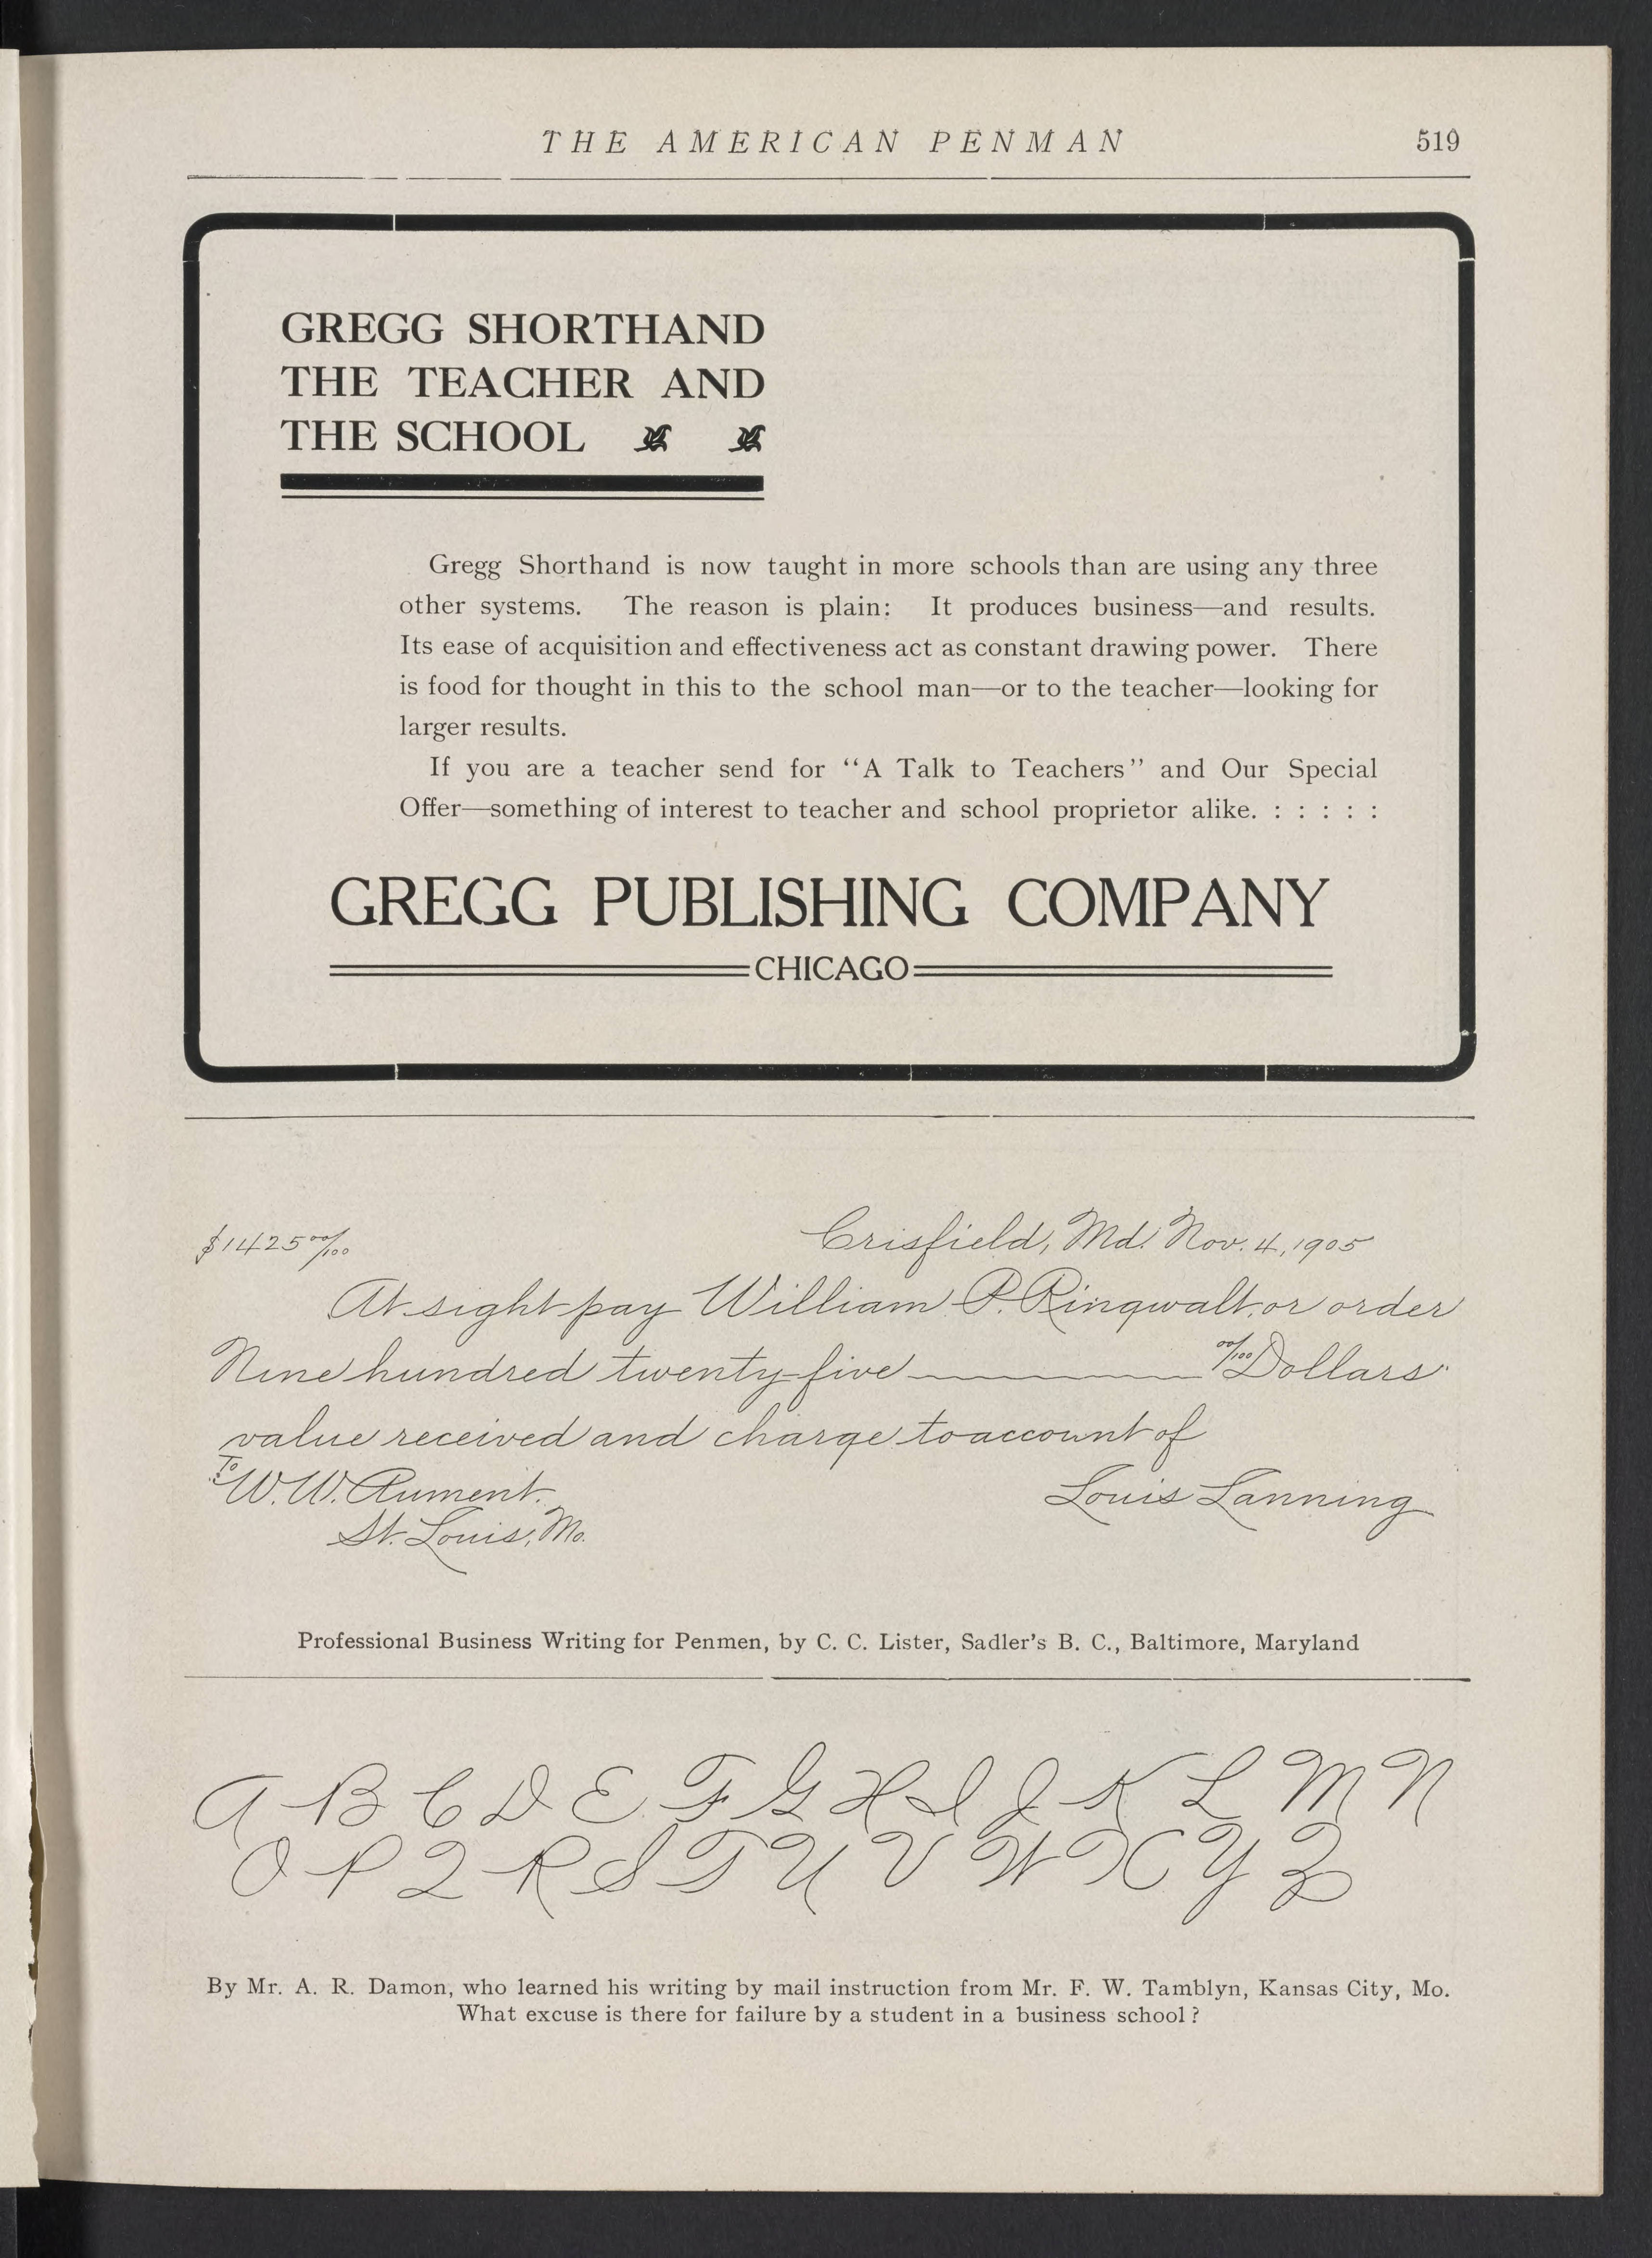 THE AMERICAN PENMAN 519
GREGG SHORTHAND
THE TEACHER AND
THE SCHOOL
Gregg Shorthand is now taught in more schools than are using any three
other systems. The reason is plain: It produces business—and results.
Its ease of acquisition and effectiveness act as constant drawing power. There
is food for thought in this to the school man—or to the teacher—looking for
larger results.
If you are a teacher send for “A Talk to Teachers” and Our Special
Offer—something of interest to teacher and school proprietor alike. : : : : :
GREGG PUBLISHING COMPANY
CHICAGO
$1425 00/100 Crisfield, Md. Nov. 4, 1905
At sight pay William P. Ringwalt, or order
Nine hundred twenty-five 00/100 Dollars
value received and charge to account of
To W. W. Aument. Louis Lanning
St. Louis, Mo.
Professional Business Writing for Penmen, by C. C. Lister, Sadler’s B. C., Baltimore, Maryland
A B C D E F G H I J K L M N
O P Q R S T U V W X Y Z
By Mr. A. R. Damon, who learned his writing by mail instruction from Mr. F. W. Tamblyn, Kansas City, Mo.
What excuse is there for failure by a student in a business school?